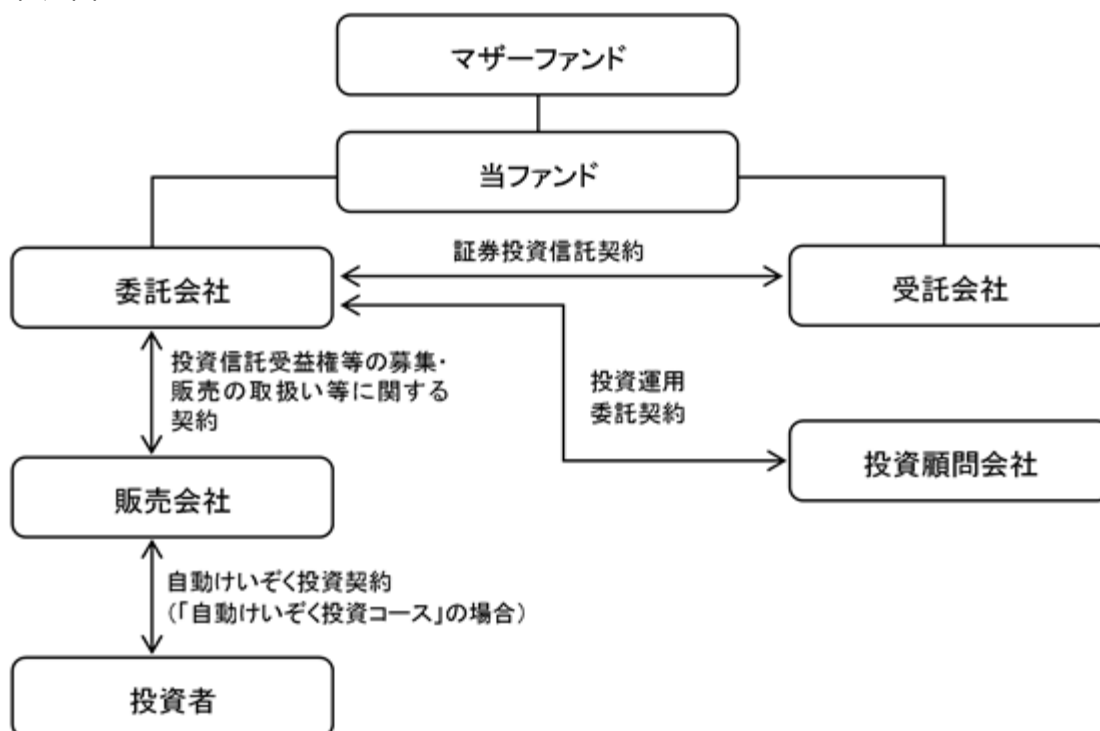 マザーファンド
当ファンド
証券投資信託契約
委託会社
受託会社
投資信託受益権等の募集・
販売の取扱い等に関する
契約
投資運用
委託契約
投資顧問会社
販売会社
自動けいぞく投資契約
(「自動けいぞく投資コース」の場合)
投資者